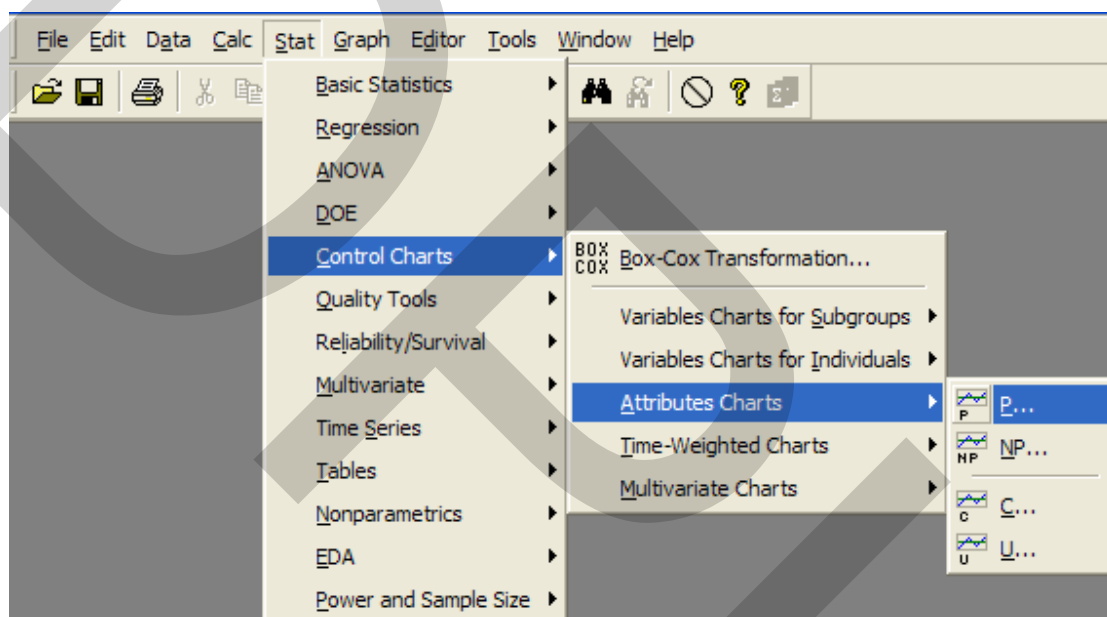 File Edit Data Calc Stat Graph Editor Tools Window Help
Basic Statistics
Regression
ANOVA
DOE
Control Charts
Quality Tools
Reliability/Survival
Multivariate
Time Series
Tables
Nonparametrics
EDA
Power and Sample Size
BOX COX Box-Cox Transformation...
Variables Charts for Subgroups
Variables Charts for Individuals
Attributes Charts
Time-Weighted Charts
Multivariate Charts
P P...
NP NP...
C C...
U U...